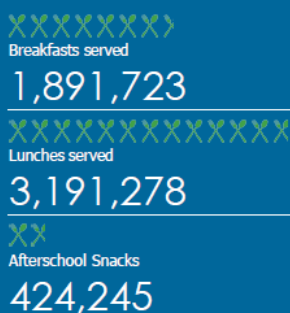 Breakfasts served
1,891,723
Lunches served
3,191,278
Afterschool Snacks
424,245